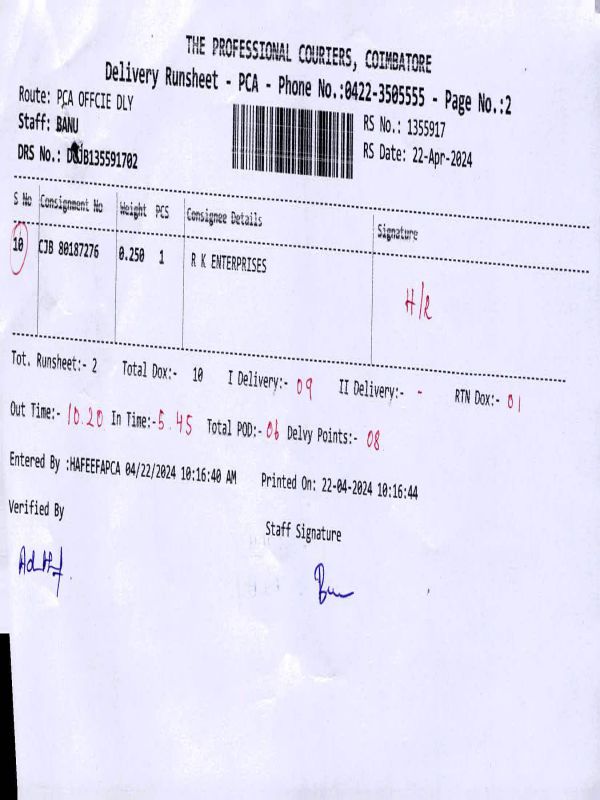 THE PROFESSIONAL COURIERS, COIMBATORE
Delivery Runsheet - PCA - Phone No.:0422-3505555 - Page No.:2
Route: PCA OFFCIE DLY
RS No.: 1355917
Staff: BANU
RS Date: 22-Apr-2024
DRS No.: JB135591702
S No Consignment No Weight PCS Consignee Details Signature
10 CJB 80187276 0.250 1 R K ENTERPRISES
H/R
Tot. Runsheet:- 2 Total Dox:- 10 I Delivery:- 09 II Delivery:- - RTN Dox:- 01
Out Time:- 10.20 In Time:-5.45 Total POD:- 06 Delvy Points:- 08
Entered By :HAFEEFAPCA 04/22/2024 10:16:40 AM Printed On: 22-04-2024 10:16:44
Verified By
Staff Signature